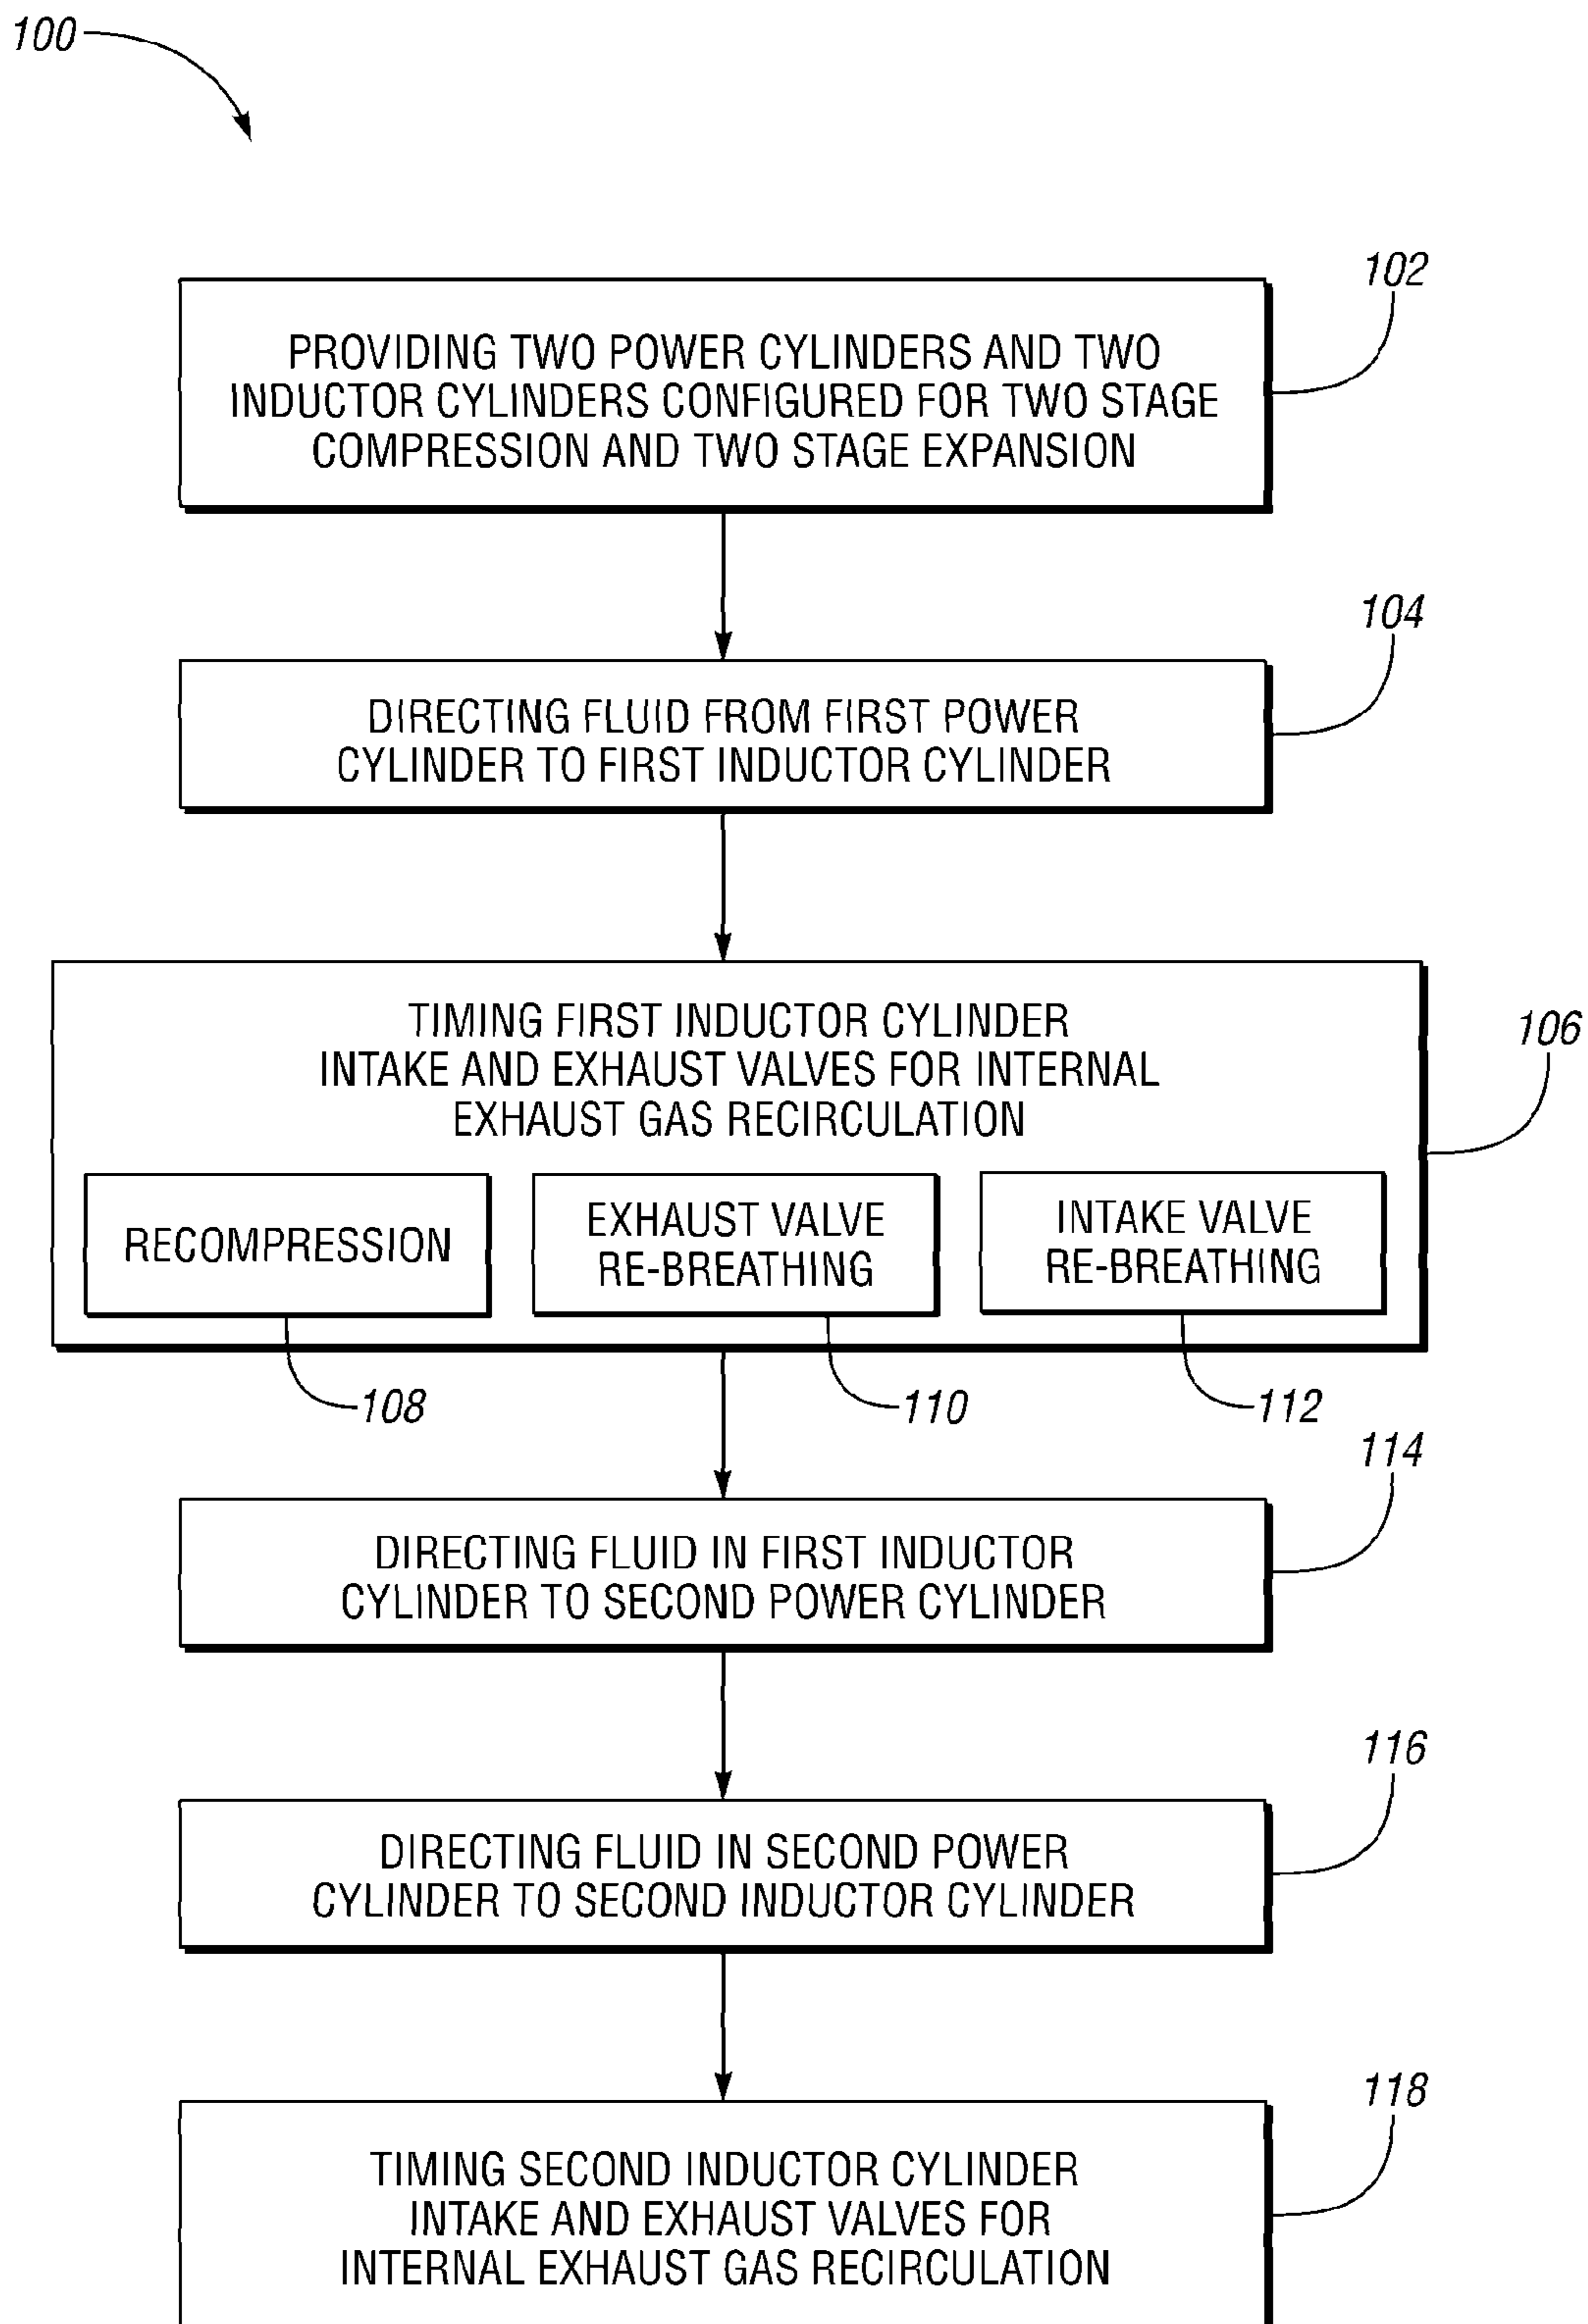 100
102
PROVIDING TWO POWER CYLINDERS AND TWO
INDUCTOR CYLINDERS CONFIGURED FOR TWO STAGE
COMPRESSION AND TWO STAGE EXPANSION
104
DIRECTING FLUID FROM FIRST POWER
CYLINDER TO FIRST INDUCTOR CYLINDER
106
TIMING FIRST INDUCTOR CYLINDER
INTAKE AND EXHAUST VALVES FOR INTERNAL
EXHAUST GAS RECIRCULATION
RECOMPRESSION
EXHAUST VALVE
RE-BREATHING
INTAKE VALVE
RE-BREATHING
108
110
112
114
DIRECTING FLUID IN FIRST INDUCTOR
CYLINDER TO SECOND POWER CYLINDER
116
DIRECTING FLUID IN SECOND POWER
CYLINDER TO SECOND INDUCTOR CYLINDER
118
TIMING SECOND INDUCTOR CYLINDER
INTAKE AND EXHAUST VALVES FOR
INTERNAL EXHAUST GAS RECIRCULATION